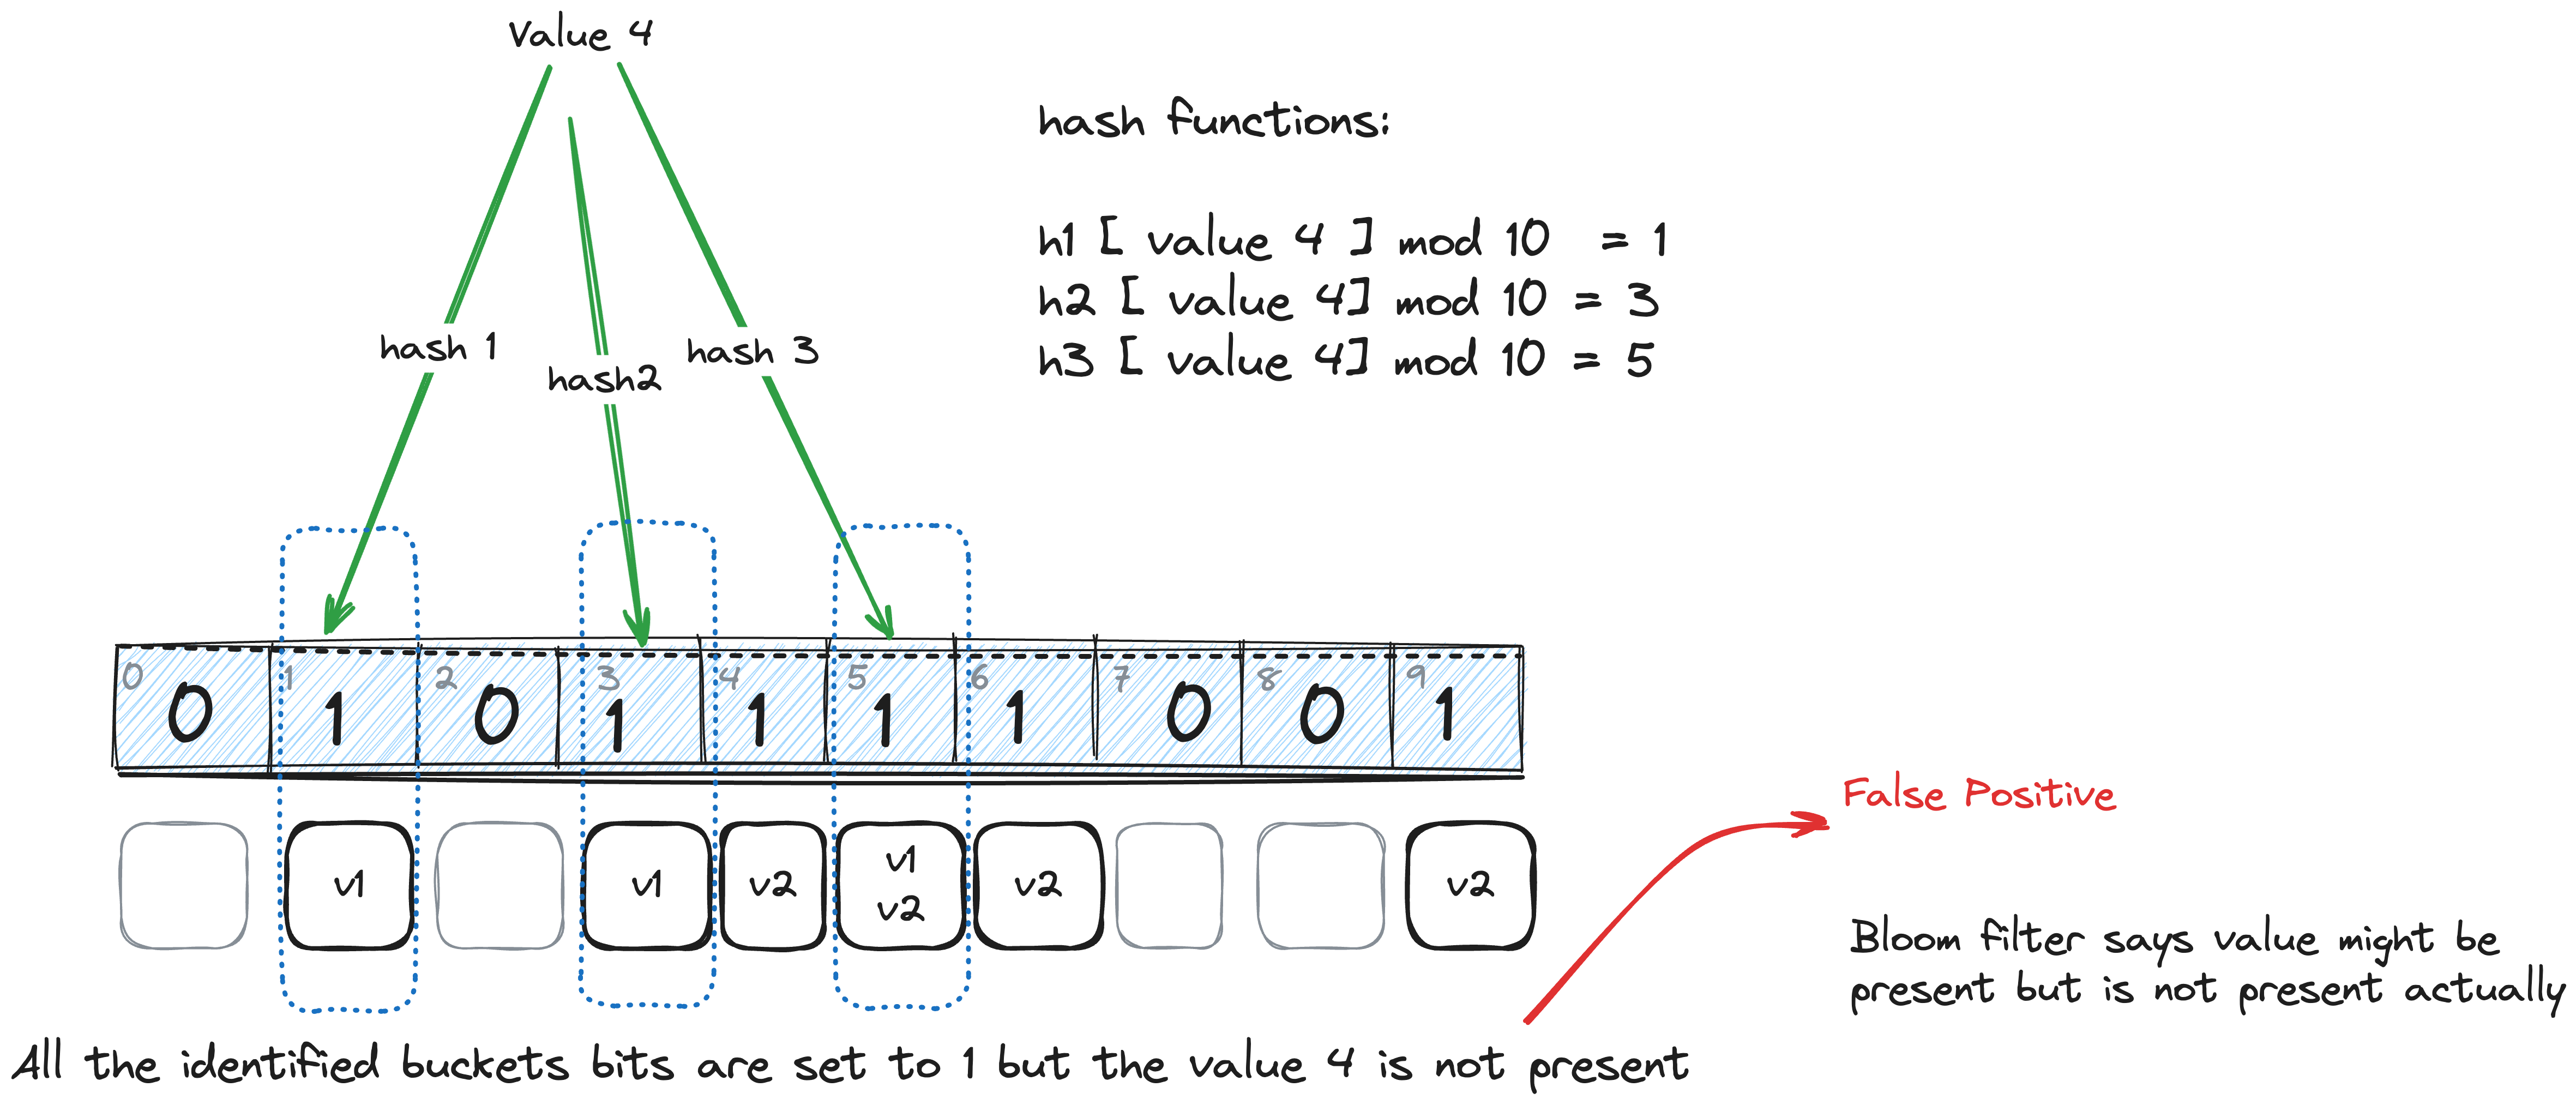 Value 4
hash functions:
h1 [ value 4 ] mod 10 = 1
h2 [ value 4] mod 10 = 3
h3 [ value 4] mod 10 = 5
hash 1
hash2
hash 3
0 1 2 3 4 5 6 7 8 9
0 1 0 1 1 1 1 0 0 1
v1
v1
v2
v1
v2
v2
v2
False Positive
Bloom filter says value might be
present but is not present actually
All the identified buckets bits are set to 1 but the value 4 is not present